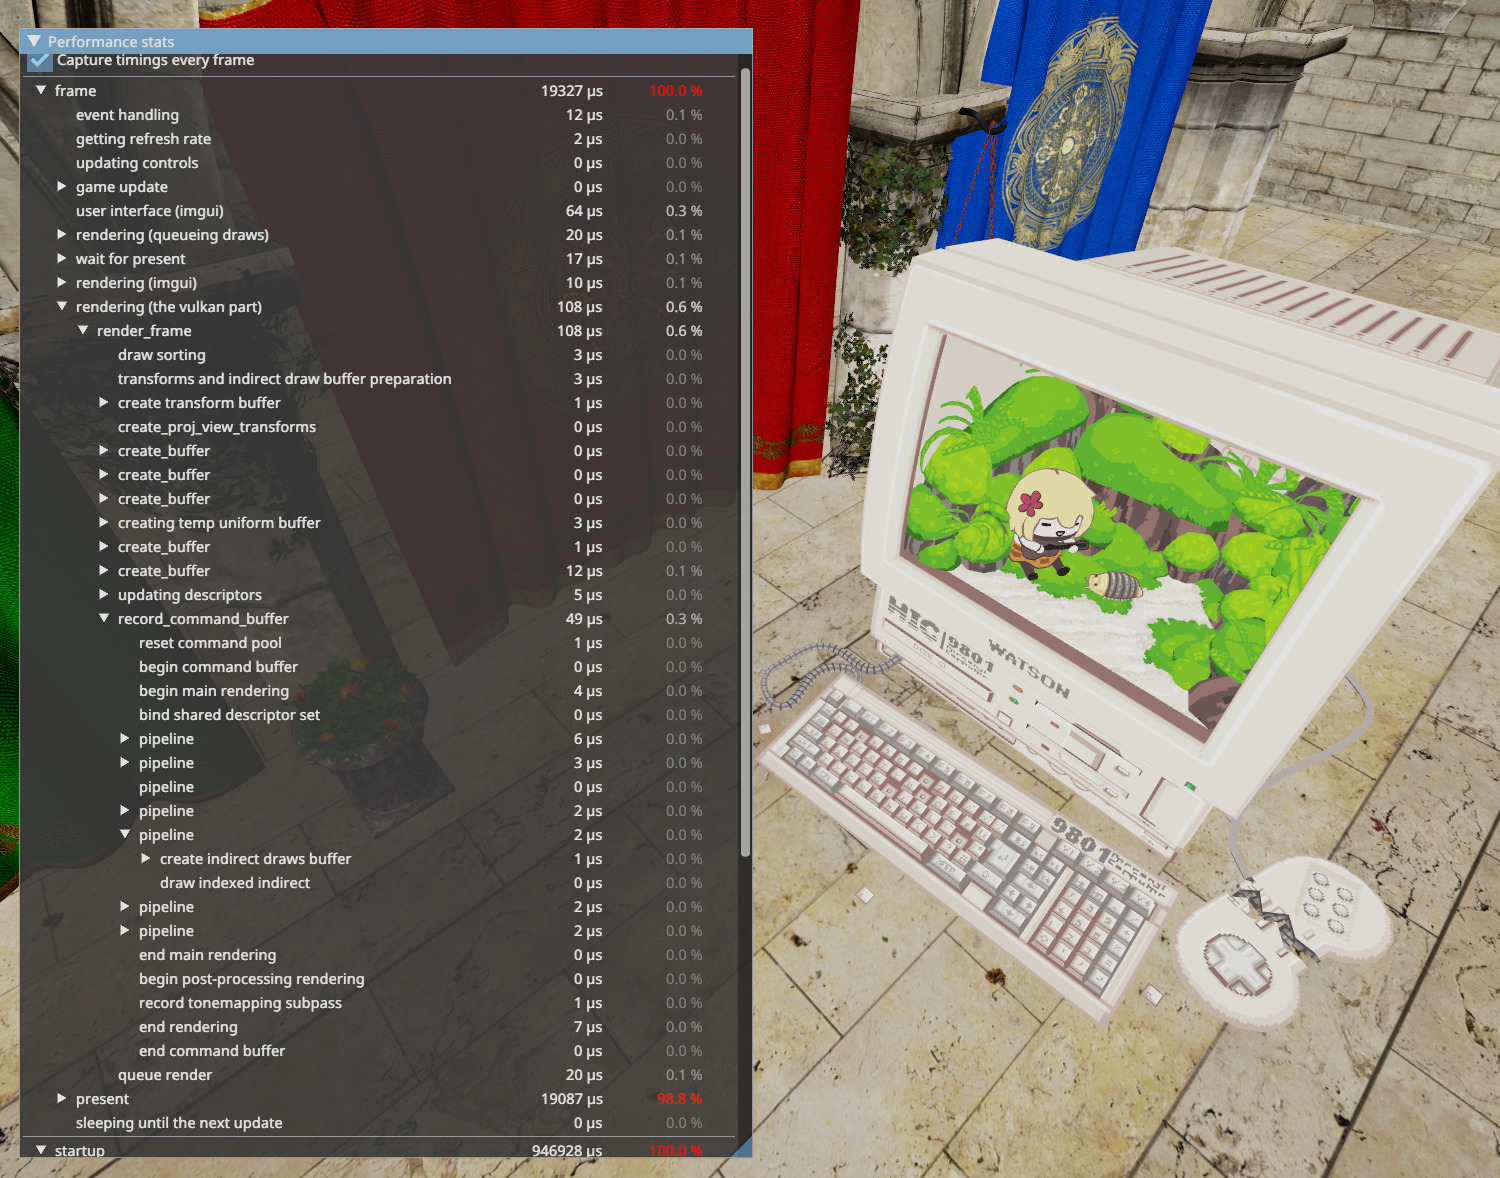 Performance stats
Capture timings every frame
frame 19327 µs 100.0 %
event handling 12 µs 0.1 %
getting refresh rate 2 µs 0.0 %
updating controls 0 µs 0.0 %
game update 0 µs 0.0 %
user interface (imgui) 64 µs 0.3 %
rendering (queueing draws) 20 µs 0.1 %
wait for present 17 µs 0.1 %
rendering (imgui) 10 µs 0.1 %
rendering (the vulkan part) 108 µs 0.6 %
render_frame 108 µs 0.6 %
draw sorting 3 µs 0.0 %
transforms and indirect draw buffer preparation 3 µs 0.0 %
create transform buffer 1 µs 0.0 %
create_proj_view_transforms 0 µs 0.0 %
create_buffer 0 µs 0.0 %
create_buffer 0 µs 0.0 %
create_buffer 0 µs 0.0 %
creating temp uniform buffer 3 µs 0.0 %
create_buffer 1 µs 0.0 %
create_buffer 12 µs 0.1 %
updating descriptors 5 µs 0.0 %
record_command_buffer 49 µs 0.3 %
reset command pool 1 µs 0.0 %
begin command buffer 0 µs 0.0 %
begin main rendering 4 µs 0.0 %
bind shared descriptor set 0 µs 0.0 %
pipeline 6 µs 0.0 %
pipeline 3 µs 0.0 %
pipeline 0 µs 0.0 %
pipeline 2 µs 0.0 %
pipeline 2 µs 0.0 %
create indirect draws buffer 1 µs 0.0 %
draw indexed indirect 0 µs 0.0 %
pipeline 2 µs 0.0 %
pipeline 2 µs 0.0 %
end main rendering 0 µs 0.0 %
begin post-processing rendering 0 µs 0.0 %
record tonemapping subpass 1 µs 0.0 %
end rendering 7 µs 0.0 %
end command buffer 0 µs 0.0 %
queue render 20 µs 0.1 %
present 19087 µs 98.8 %
sleeping until the next update 0 µs 0.0 %
startup 946928 µs 100.0 %
HIC 9801 WATSON
9801 Personal Computer